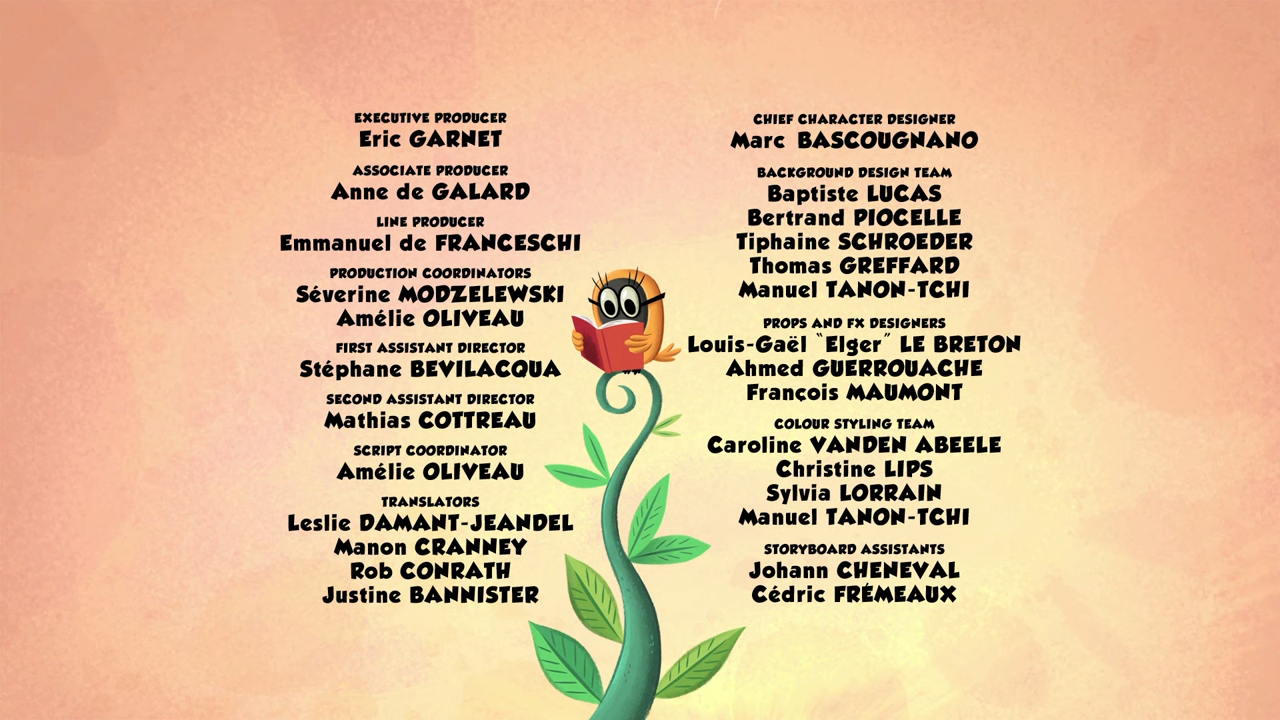 EXECUTIVE PRODUCER
Eric GARNET
ASSOCIATE PRODUCER
Anne de GALARD
LINE PRODUCER
Emmanuel de FRANCESCHI
PRODUCTION COORDINATORS
Séverine MODZELEWSKI
Amélie OLIVEAU
FIRST ASSISTANT DIRECTOR
Stéphane BEVILACQUA
SECOND ASSISTANT DIRECTOR
Mathias COTTREAU
SCRIPT COORDINATOR
Amélie OLIVEAU
TRANSLATORS
Leslie DAMANT-JEANDEL
Manon CRANNEY
Rob CONRATH
Justine BANNISTER
CHIEF CHARACTER DESIGNER
Marc BASCOUGNANO
BACKGROUND DESIGN TEAM
Baptiste LUCAS
Bertrand PIOCELLE
Tiphaine SCHROEDER
Thomas GREFFARD
Manuel TANON-TCHI
PROPS AND FX DESIGNERS
Louis-Gaël "Elger" LE BRETON
Ahmed GUERROUACHE
François MAUMONT
COLOUR STYLING TEAM
Caroline VANDEN ABEELE
Christine LIPS
Sylvia LORRAIN
Manuel TANON-TCHI
STORYBOARD ASSISTANTS
Johann CHENEVAL
Cédric FRÉMEAUX